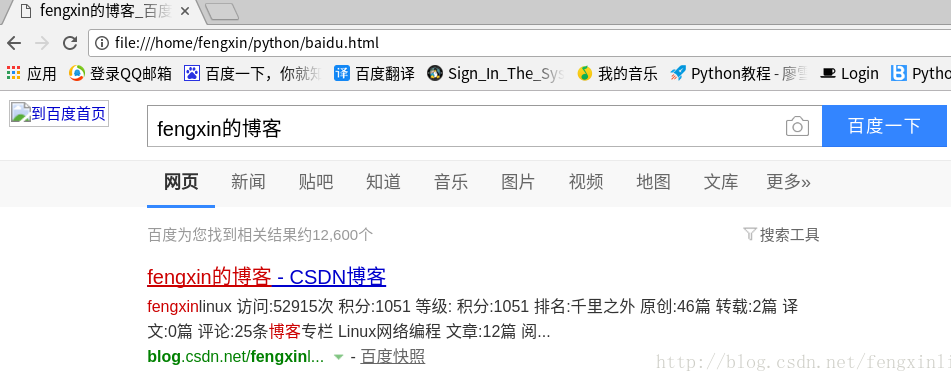 fengxin的博客_百度
file:///home/fengxin/python/baidu.html
应用 登录QQ邮箱 百度一下，你就知 百度翻译 Sign_In_The_Sys 我的音乐 Python教程 - 廖雪 Login Pytho
到百度首页
fengxin的博客
百度一下
网页 新闻 贴吧 知道 音乐 图片 视频 地图 文库 更多»
百度为您找到相关结果约12,600个
搜索工具
fengxin的博客 - CSDN博客
fengxinlinux 访问:52915次 积分:1051 等级: 积分:1051 排名:千里之外 原创:46篇 转载:2篇 译
文:0篇 评论:25条博客专栏 Linux网络编程 文章:12篇 阅...
blog.csdn.net/fengxinl... - 百度快照
http://blog.csdn.net/fengxinli